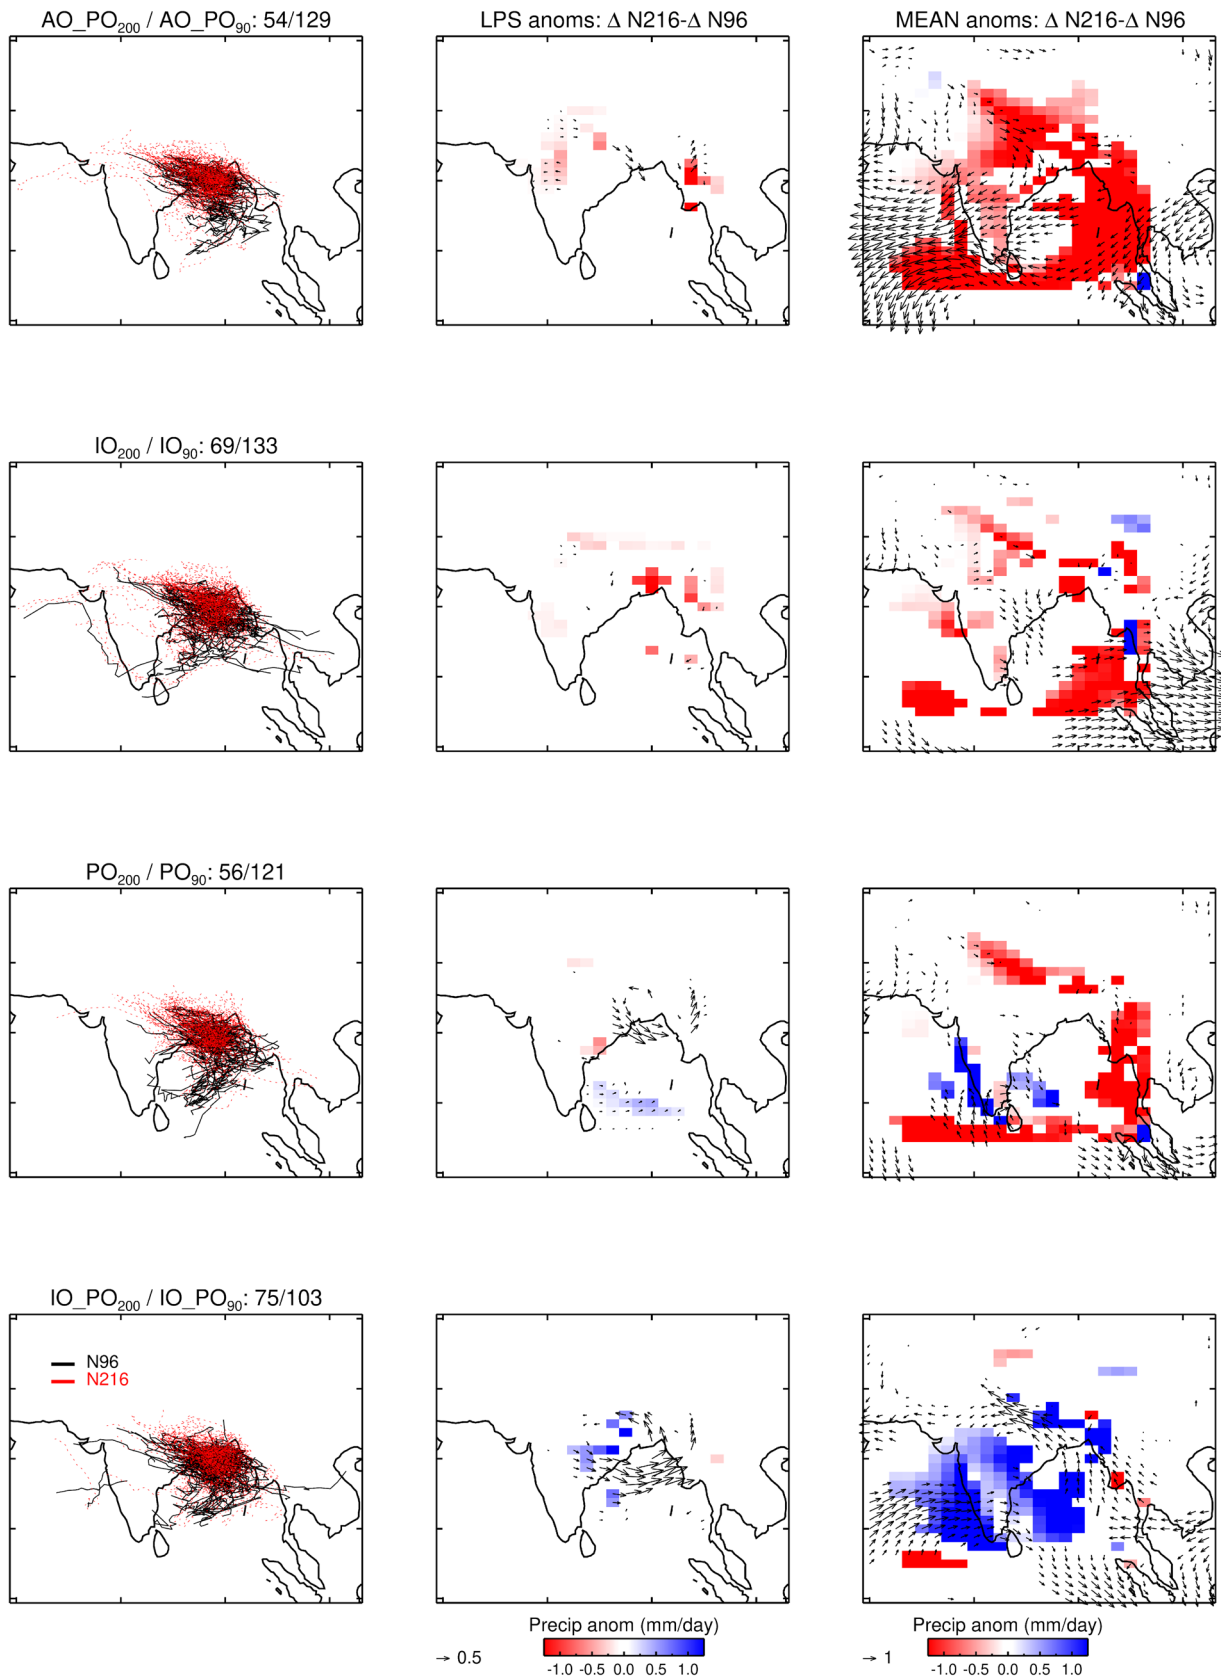 AO_PO200 / AO_PO90: 54/129
LPS anoms: Δ N216-Δ N96
MEAN anoms: Δ N216-Δ N96
IO200 / IO90: 69/133
PO200 / PO90: 56/121
IO_PO200 / IO_PO90: 75/103
N96
N216
Precip anom (mm/day)
0.5
-1.0 -0.5 0.0 0.5 1.0
Precip anom (mm/day)
1
-1.0 -0.5 0.0 0.5 1.0